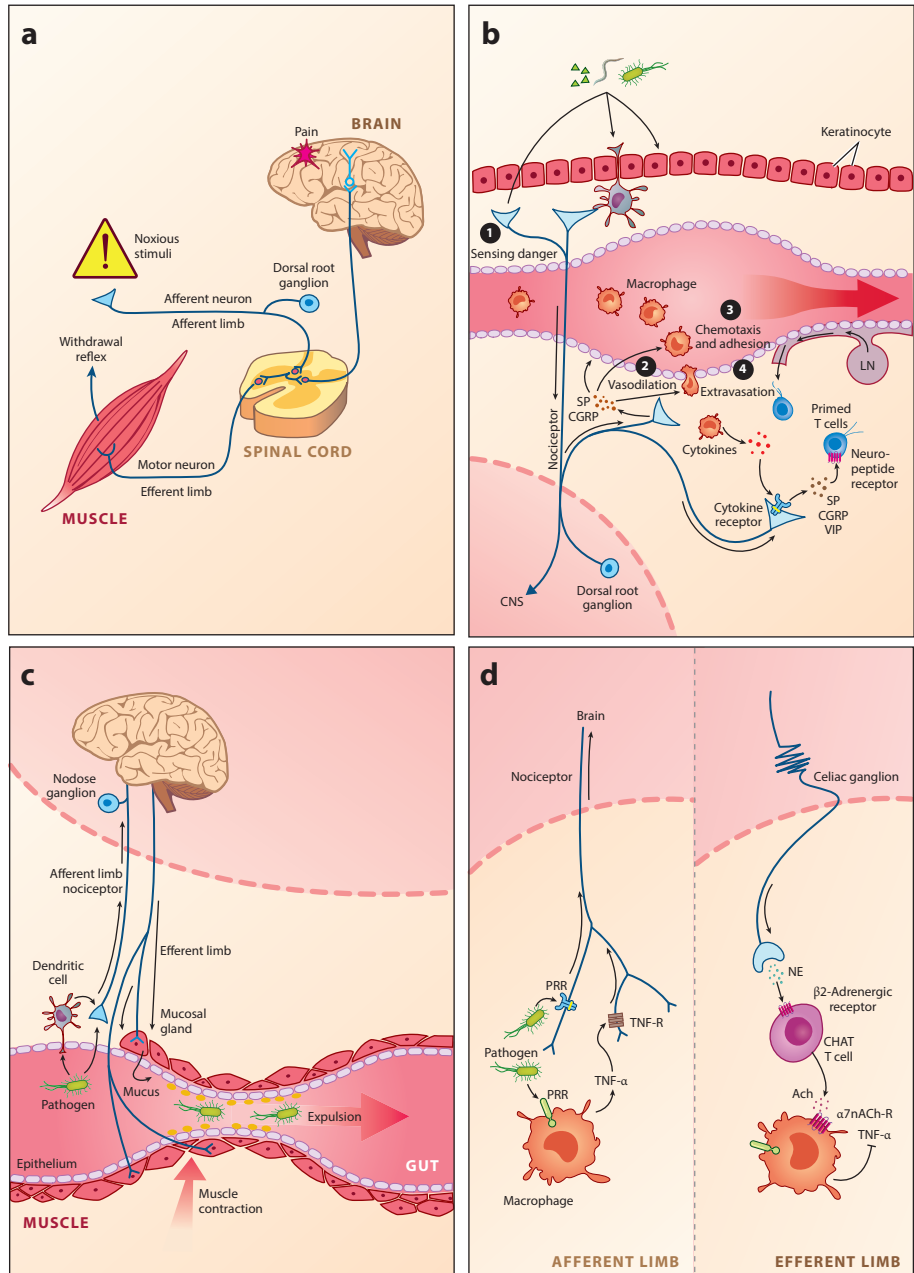 a
Pain
BRAIN
Noxious
stimuli
Dorsal root
ganglion
Afferent neuron
Afferent limb
Withdrawal
reflex
Motor neuron
Efferent limb
SPINAL CORD
MUSCLE
b
Keratinocyte
1
Sensing danger
Macrophage
3
Chemotaxis
and adhesion
2
Vasodilation
4
Extravasation
LN
SP
CGRP
Primed
T cells
Nociceptor
Cytokines
Neuro-
peptide
receptor
Cytokine
receptor
SP
CGRP
VIP
CNS
Dorsal root
ganglion
c
Nodose
ganglion
Afferent limb
nociceptor
Efferent limb
Dendritic
cell
Mucosal
gland
Pathogen
Mucus
Expulsion
Epithelium
GUT
Muscle
contraction
MUSCLE
d
Brain
Nociceptor
PRR
TNF-R
Pathogen
PRR
TNF-α
Macrophage
AFFERENT LIMB
Celiac ganglion
NE
β2-Adrenergic
receptor
CHAT
T cell
Ach
α7nACh-R
TNF-α
EFFERENT LIMB